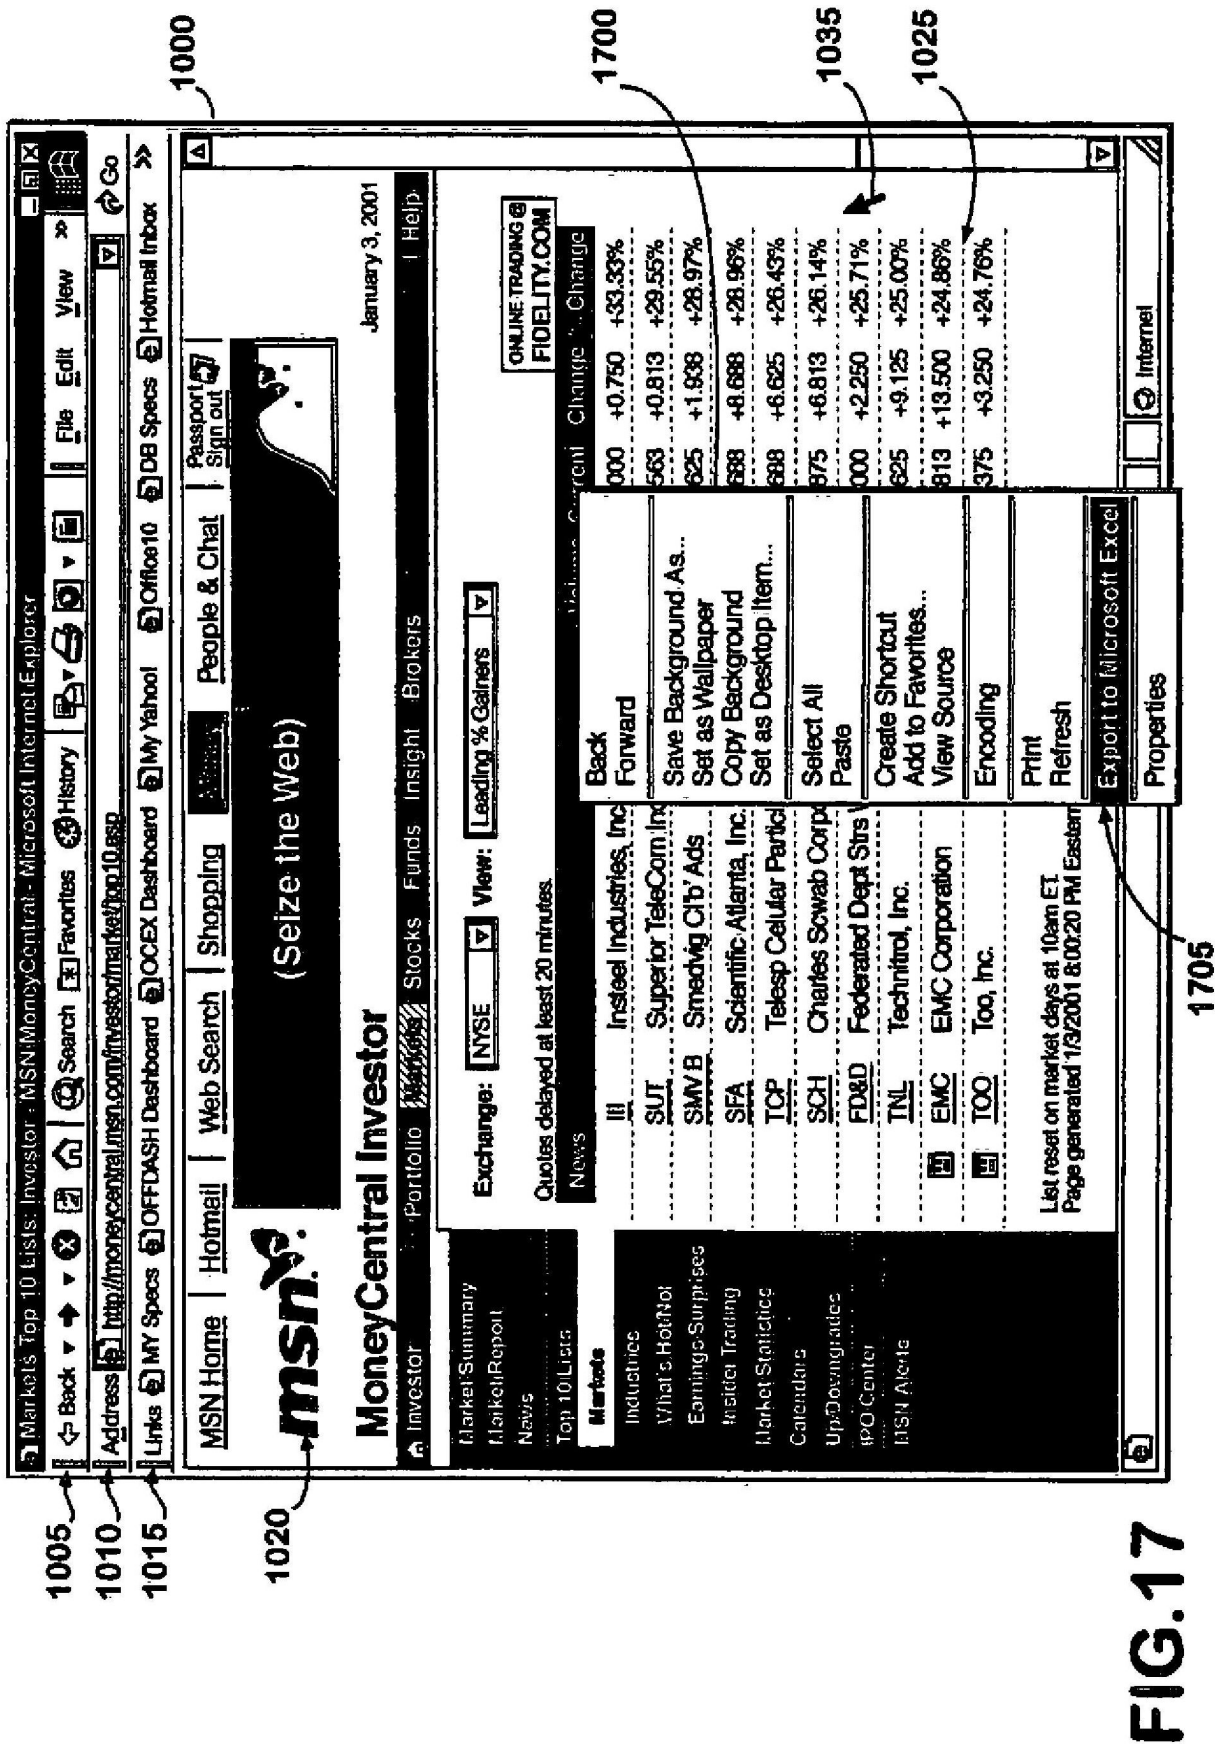 Markets Top 10 Lists: Investor - MSN MoneyCentral - Microsoft Internet Explorer
Back Search Favorites History File Edit View »
Address http://moneycentral.msn.com/investor/market/top10.asp Go
Links MY Specs OFFDASH Dashboard OCEX Dashboard My Yahoo! Office10 DB Specs Hotmail Inbox »
MSN Home Hotmail Web Search Shopping People & Chat Passport Sign out
msn
(Seize the Web)
MoneyCentral Investor January 3, 2001
Investor Portfolio Markets Stocks Funds Insight Brokers Help
Market Summary
Market Report
News
Top 10 Lists
Markets
Industries
What's Hot/Not
Earnings Surprises
Insider Trading
Market Statistics
Calendars
Up/Downgrades
IPO Center
MSN Alerts
Exchange: NYSE View: Leading % Gainers
ONLINE TRADING @
FIDELITY.COM
Quotes delayed at least 20 minutes.
News Change Change
III Insteel Industries, Inc 000 +0.750 +33.33%
SUT Superior TeleCom Inc 563 +0.813 +29.55%
SMV B Smedvig Cl'b' Ads 625 +1.938 +28.97%
SFA Scientific Atlanta, Inc. 688 +8.688 +28.96%
TCP Telesp Celular Partici 688 +6.625 +26.43%
SCH Charles Scwab Corpo 875 +6.813 +26.14%
FD&D Federated Dept Strs 000 +2.250 +25.71%
TNL Technitrol, Inc. 625 +9.125 +25.00%
EMC EMC Corporation 813 +13.500 +24.86%
TOO Too, Inc. 375 +3.250 +24.76%
List reset on market days at 10am ET.
Page generated 1/3/2001 8:00:20 PM Eastern
Back
Forward
Save Background As...
Set as Wallpaper
Copy Background
Set as Desktop Item...
Select All
Paste
Create Shortcut
Add to Favorites...
View Source
Encoding
Print
Refresh
Export to Microsoft Excel
Properties
Internet
1000
1005
1010
1015
1020
1700
1035
1025
1705
FIG.17